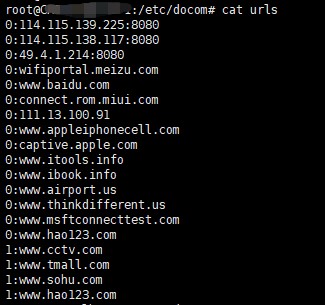 root@C 1:/etc/docom# cat urls
0:114.115.139.225:8080
0:114.115.138.117:8080
0:49.4.1.214:8080
0:wifiportal.meizu.com
0:www.baidu.com
0:connect.rom.miui.com
0:111.13.100.91
0:www.appleiphonecell.com
0:captive.apple.com
0:www.itools.info
0:www.ibook.info
0:www.airport.us
0:www.thinkdifferent.us
0:www.msftconnecttest.com
0:www.hao123.com
1:www.cctv.com
1:www.tmall.com
1:www.sohu.com
1:www.hao123.com